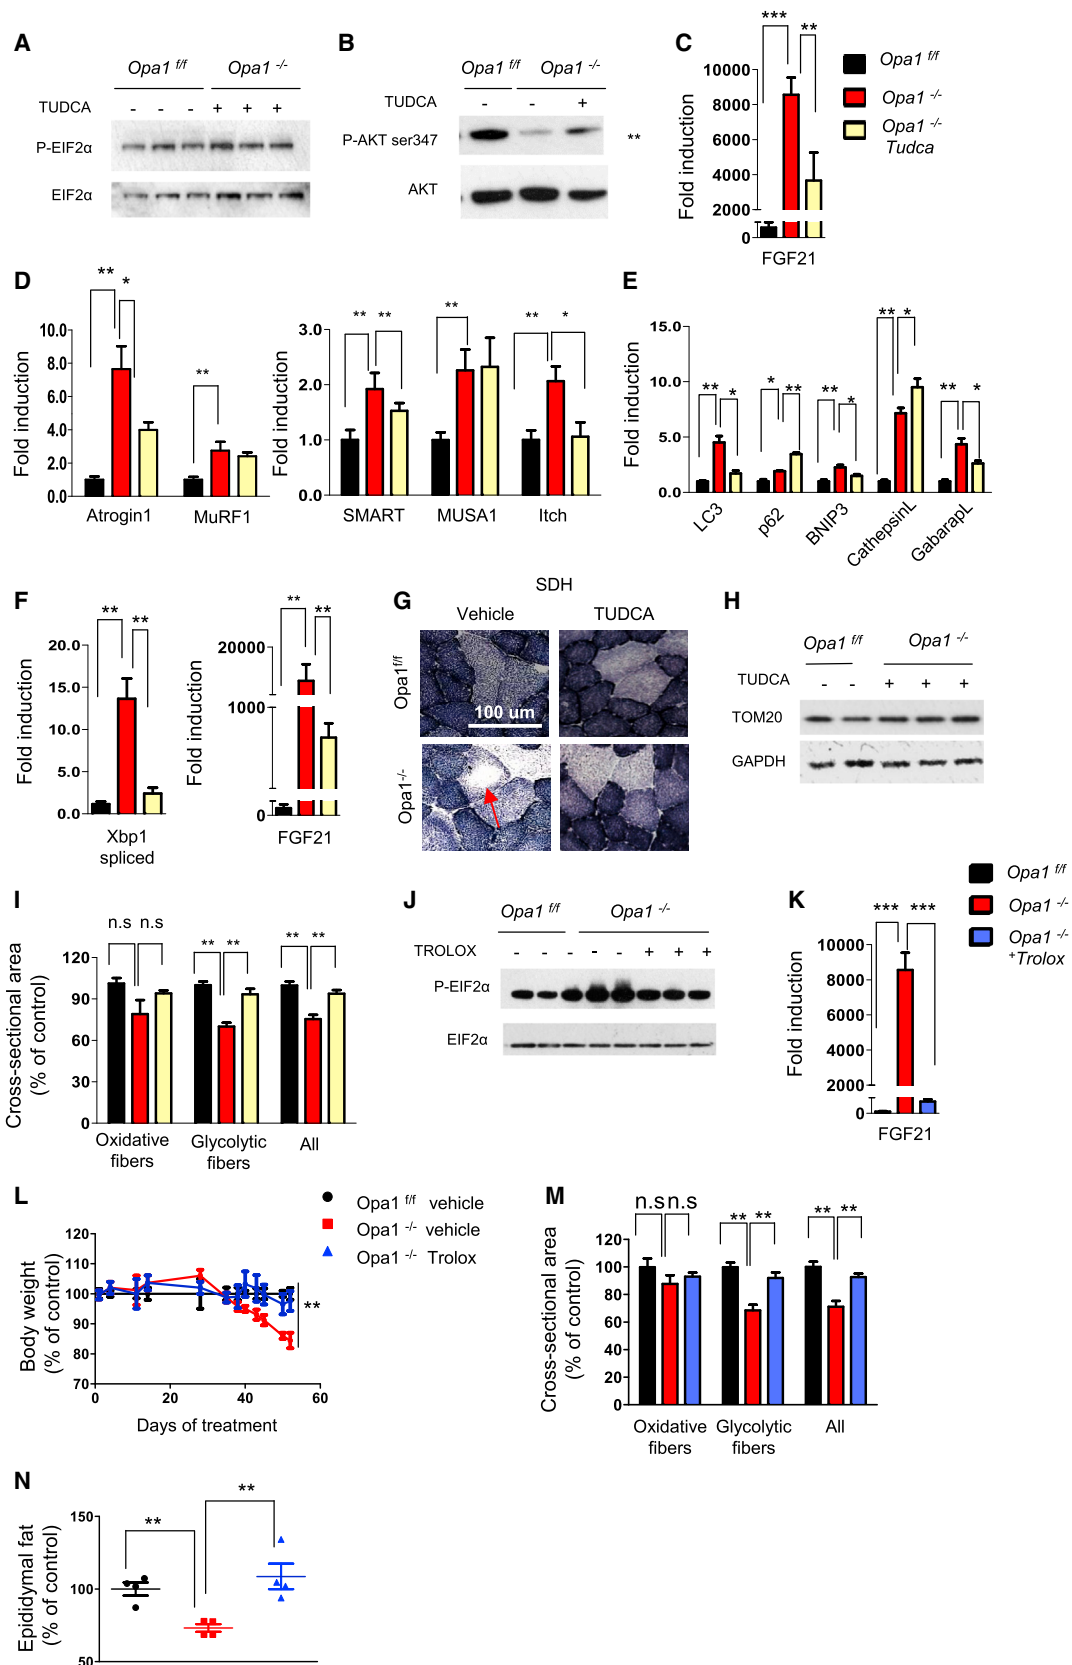 A
Opa1 f/f
Opa1 -/-
TUDCA
- - - + + +
P-EIF2α
EIF2α
B
Opa1 f/f
Opa1 -/-
TUDCA
- - +
P-AKT ser347
**
AKT
C
***
**
10000
8000
6000
4000
2000
0
Fold induction
FGF21
Opa1 f/f
Opa1 -/-
Opa1 -/-
Tudca
D
**
*
**
10.0
8.0
6.0
4.0
2.0
0.0
Fold induction
Atrogin1
MuRF1
**
**
**
**
*
3.0
2.0
1.0
0.0
Fold induction
SMART
MUSA1
Itch
E
**
*
*
**
**
*
**
*
**
*
15.0
10.0
5.0
0.0
Fold induction
LC3
p62
BNIP3
CathepsinL
GabarapL
F
**
**
20.0
15.0
10.0
5.0
0.0
Fold induction
Xbp1
spliced
**
**
20000
1000
0
Fold induction
FGF21
G
SDH
Vehicle
TUDCA
Opa1f/f
100 um
Opa1-/-
H
Opa1 f/f
Opa1 -/-
TUDCA
- - + + +
TOM20
GAPDH
I
n.s n.s
**
**
**
**
120
90
60
30
0
Cross-sectional area
(% of control)
Oxidative
fibers
Glycolytic
fibers
All
J
Opa1 f/f
Opa1 -/-
TROLOX
- - - - - + + +
P-EIF2α
EIF2α
K
***
***
10000
8000
6000
4000
2000
0
Fold induction
FGF21
Opa1 f/f
Opa1 -/-
Opa1 -/-
+Trolox
L
Opa1 f/f vehicle
Opa1 -/- vehicle
Opa1 -/- Trolox
120
110
100
90
80
70
**
Body weight
(% of control)
0
20
40
60
Days of treatment
M
n.s n.s
**
**
**
**
120
100
80
60
40
20
0
Cross-sectional area
(% of control)
Oxidative
fibers
Glycolytic
fibers
All
N
**
**
150
100
50
Epididymal fat
(% of control)